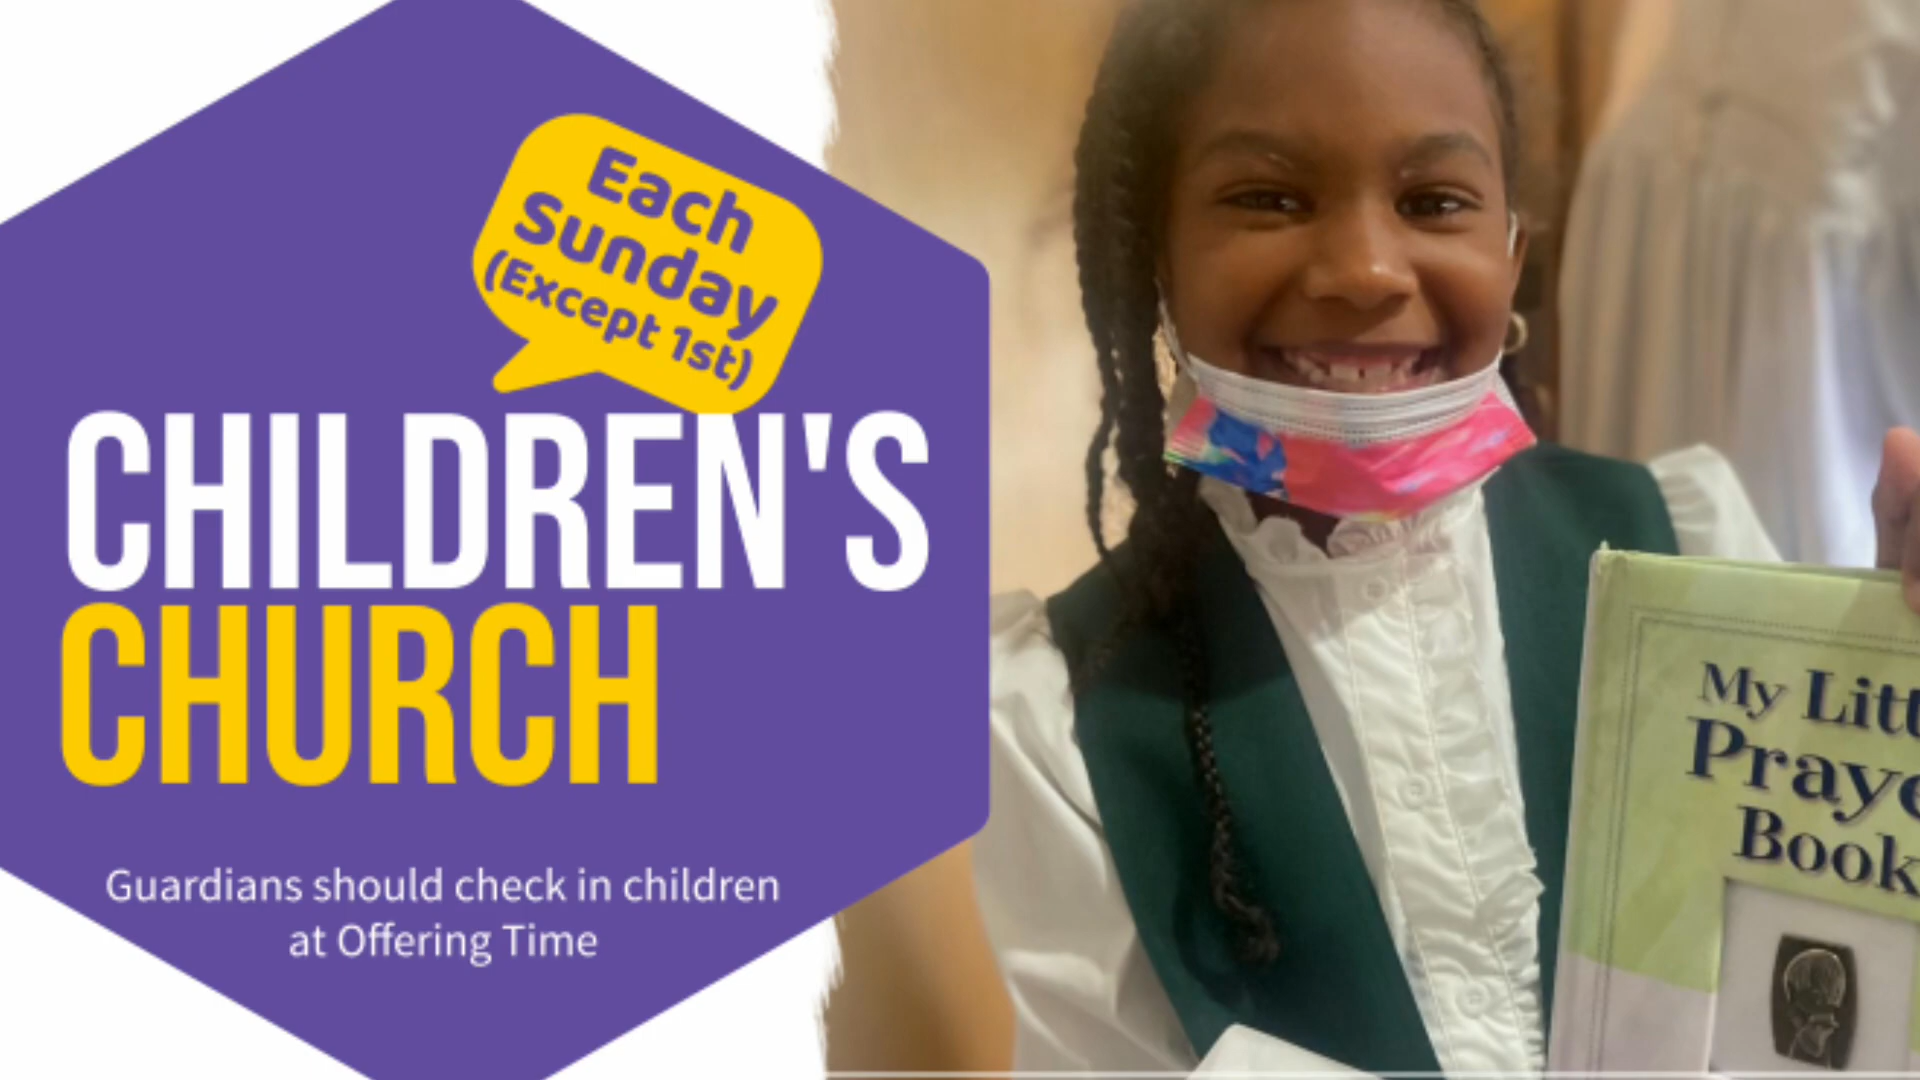 Each
Sunday
(Except 1st)
CHILDREN'S
CHURCH
Guardians should check in children
at Offering Time
My Litt
Praye
Book